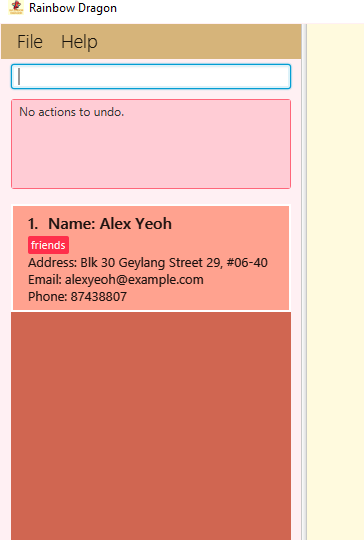 Rainbow Dragon
File Help
No actions to undo.
1. Name: Alex Yeoh
friends
Address: Blk 30 Geylang Street 29, #06-40
Email: alexyeoh@example.com
Phone: 87438807